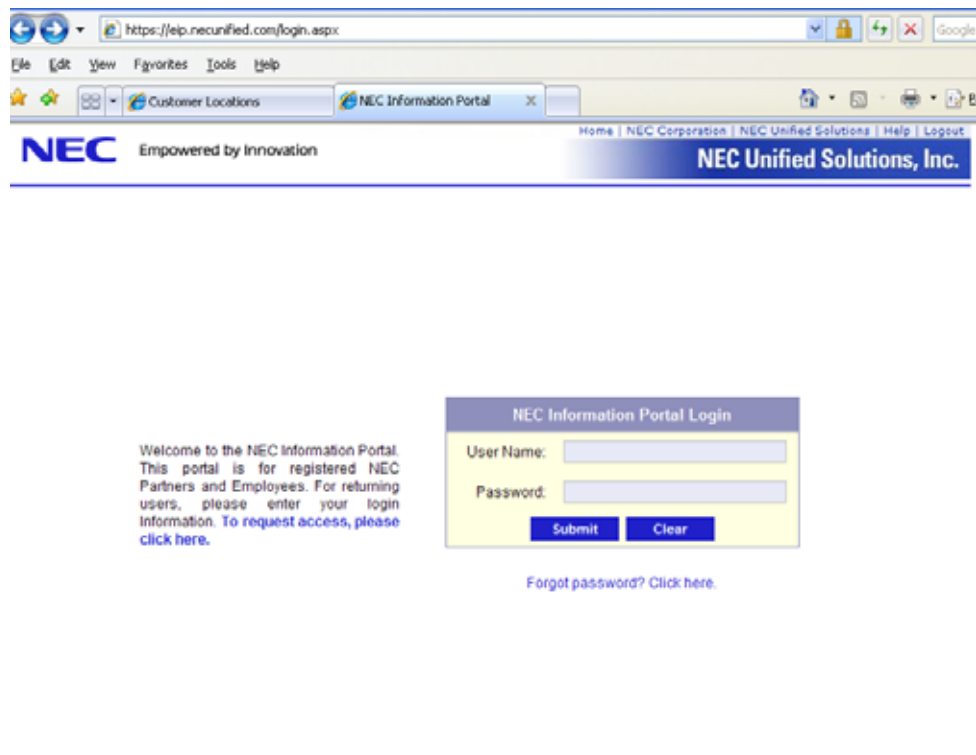 https://eip.necunified.com/login.aspx
Google
File Edit View Favorites Tools Help
Customer Locations NEC Information Portal X
Home | NEC Corporation | NEC Unified Solutions | Help | Logout
NEC Empowered by Innovation
NEC Unified Solutions, Inc.
NEC Information Portal Login
Welcome to the NEC Information Portal.
This portal is for registered NEC
Partners and Employees. For returning
users, please enter your login
Information. To request access, please
click here.
User Name:
Password:
Submit Clear
Forgot password? Click here.